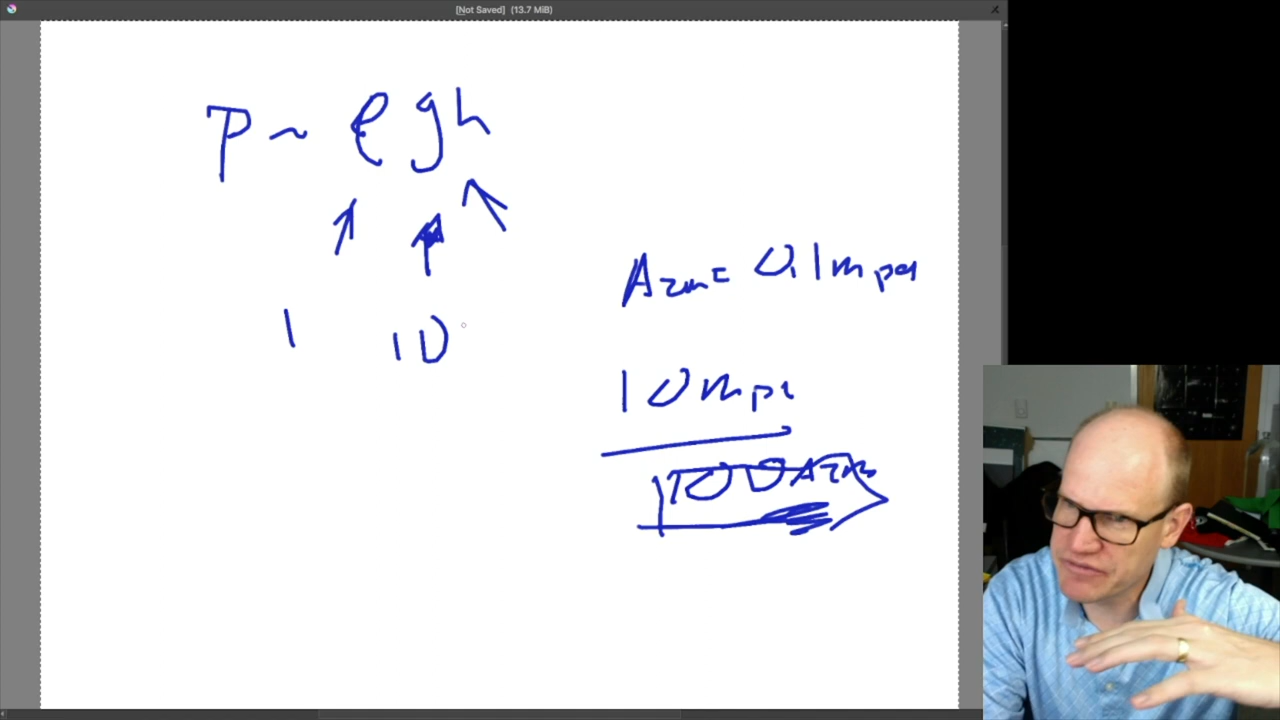 [Not Saved] (13.7 MiB)
P ~ ρgh
Atm = 0.1 mpa
1 10
10 mpa
100 Atm